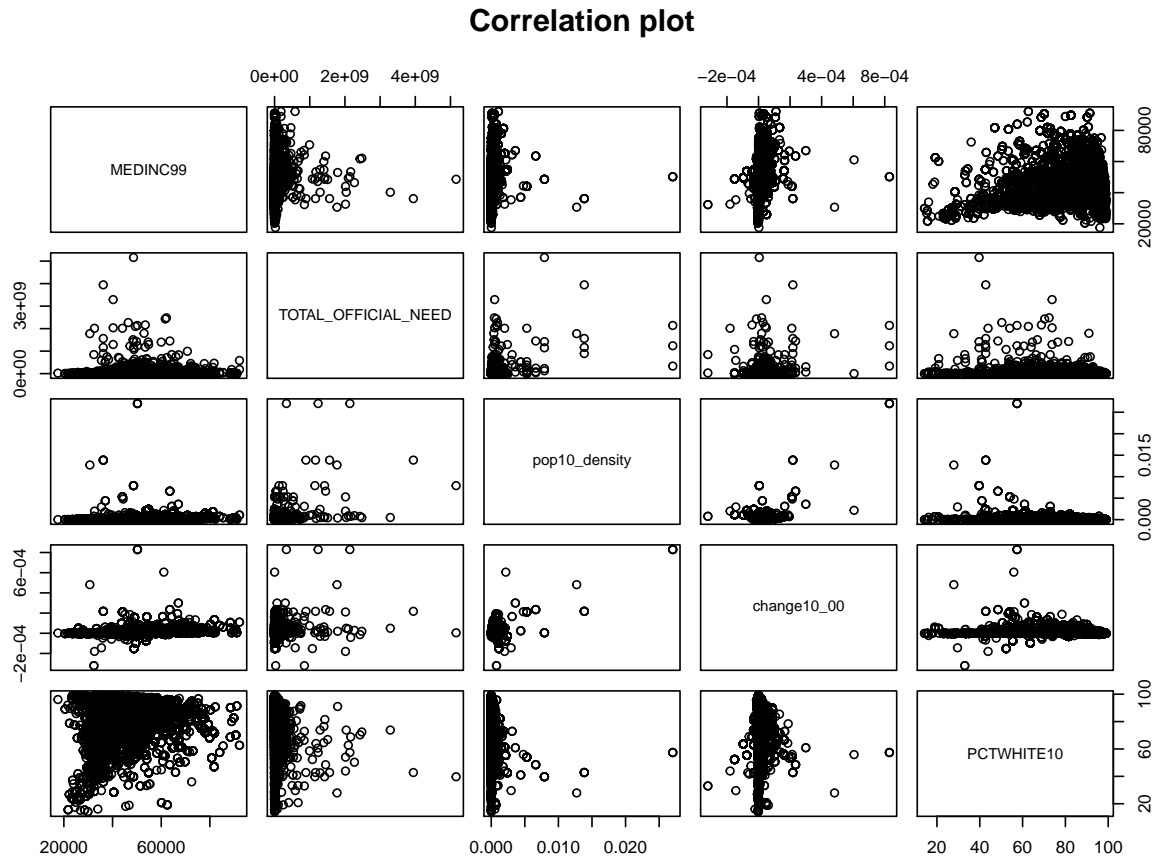 Correlation plot
0e+00 2e+09 4e+09
−2e−04 4e−04 8e−04
MEDINC99
20000 80000
0e+00 3e+09
TOTAL_OFFICIAL_NEED
pop10_density
0.000 0.015
−2e−04 6e−04
change10_00
PCTWHITE10
20 60 100
20000 60000
0.000 0.010 0.020
20 40 60 80 100